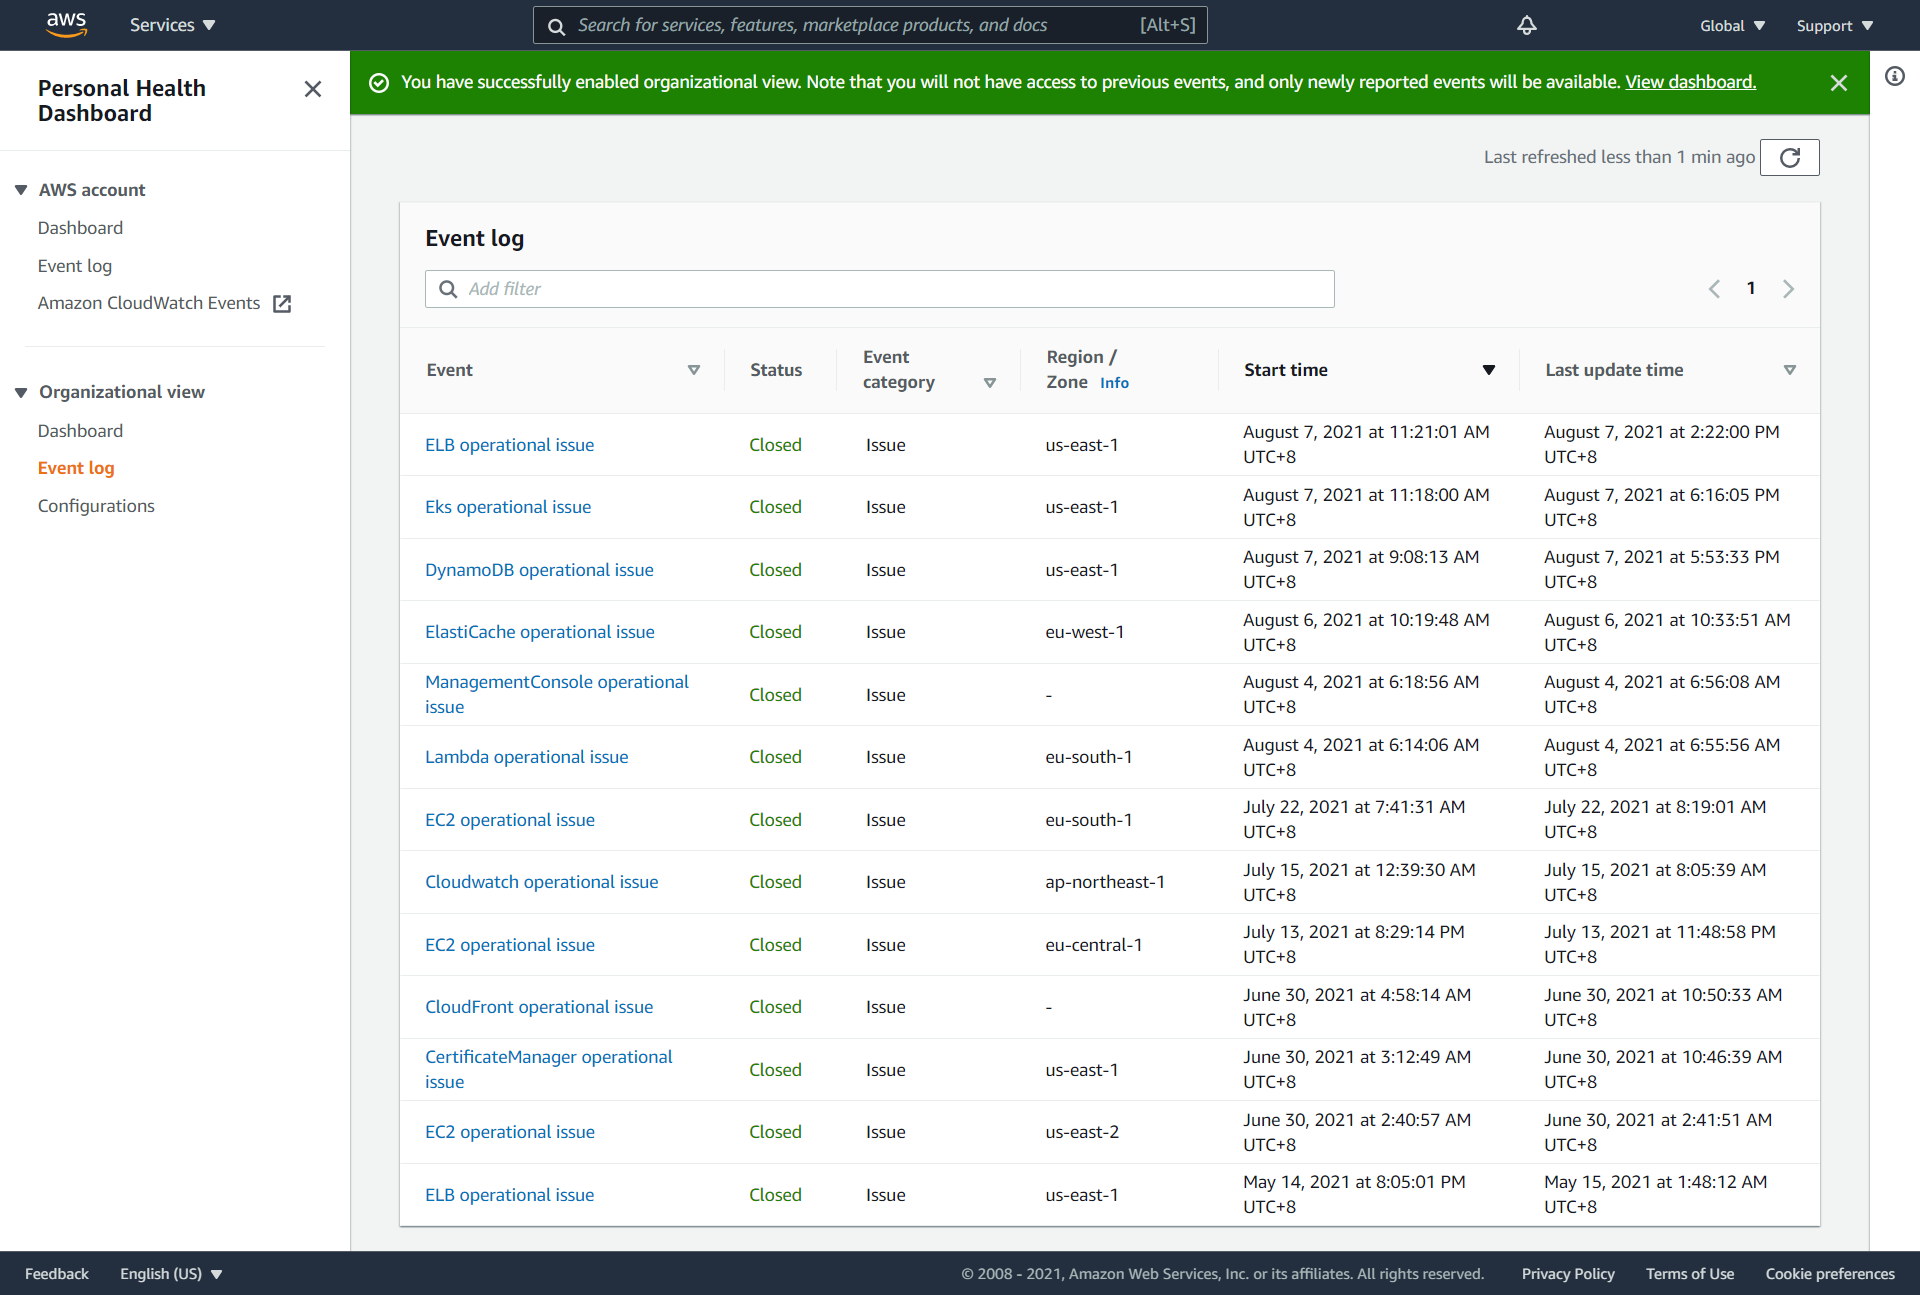 aws Services Search for services, features, marketplace products, and docs [Alt+S] Global Support
Personal Health
Dashboard
AWS account
Dashboard
Event log
Amazon CloudWatch Events
Organizational view
Dashboard
Event log
Configurations
You have successfully enabled organizational view. Note that you will not have access to previous events, and only newly reported events will be available. View dashboard.
Last refreshed less than 1 min ago
Event log
Add filter
1
Event Status Event category Region / Zone Info Start time Last update time
ELB operational issue Closed Issue us-east-1 August 7, 2021 at 11:21:01 AM UTC+8 August 7, 2021 at 2:22:00 PM UTC+8
Eks operational issue Closed Issue us-east-1 August 7, 2021 at 11:18:00 AM UTC+8 August 7, 2021 at 6:16:05 PM UTC+8
DynamoDB operational issue Closed Issue us-east-1 August 7, 2021 at 9:08:13 AM UTC+8 August 7, 2021 at 5:53:33 PM UTC+8
ElastiCache operational issue Closed Issue eu-west-1 August 6, 2021 at 10:19:48 AM UTC+8 August 6, 2021 at 10:33:51 AM UTC+8
ManagementConsole operational issue Closed Issue - August 4, 2021 at 6:18:56 AM UTC+8 August 4, 2021 at 6:56:08 AM UTC+8
Lambda operational issue Closed Issue eu-south-1 August 4, 2021 at 6:14:06 AM UTC+8 August 4, 2021 at 6:55:56 AM UTC+8
EC2 operational issue Closed Issue eu-south-1 July 22, 2021 at 7:41:31 AM UTC+8 July 22, 2021 at 8:19:01 AM UTC+8
Cloudwatch operational issue Closed Issue ap-northeast-1 July 15, 2021 at 12:39:30 AM UTC+8 July 15, 2021 at 8:05:39 AM UTC+8
EC2 operational issue Closed Issue eu-central-1 July 13, 2021 at 8:29:14 PM UTC+8 July 13, 2021 at 11:48:58 PM UTC+8
CloudFront operational issue Closed Issue - June 30, 2021 at 4:58:14 AM UTC+8 June 30, 2021 at 10:50:33 AM UTC+8
CertificateManager operational issue Closed Issue us-east-1 June 30, 2021 at 3:12:49 AM UTC+8 June 30, 2021 at 10:46:39 AM UTC+8
EC2 operational issue Closed Issue us-east-2 June 30, 2021 at 2:40:57 AM UTC+8 June 30, 2021 at 2:41:51 AM UTC+8
ELB operational issue Closed Issue us-east-1 May 14, 2021 at 8:05:01 PM UTC+8 May 15, 2021 at 1:48:12 AM UTC+8
Feedback English (US) © 2008 - 2021, Amazon Web Services, Inc. or its affiliates. All rights reserved. Privacy Policy Terms of Use Cookie preferences